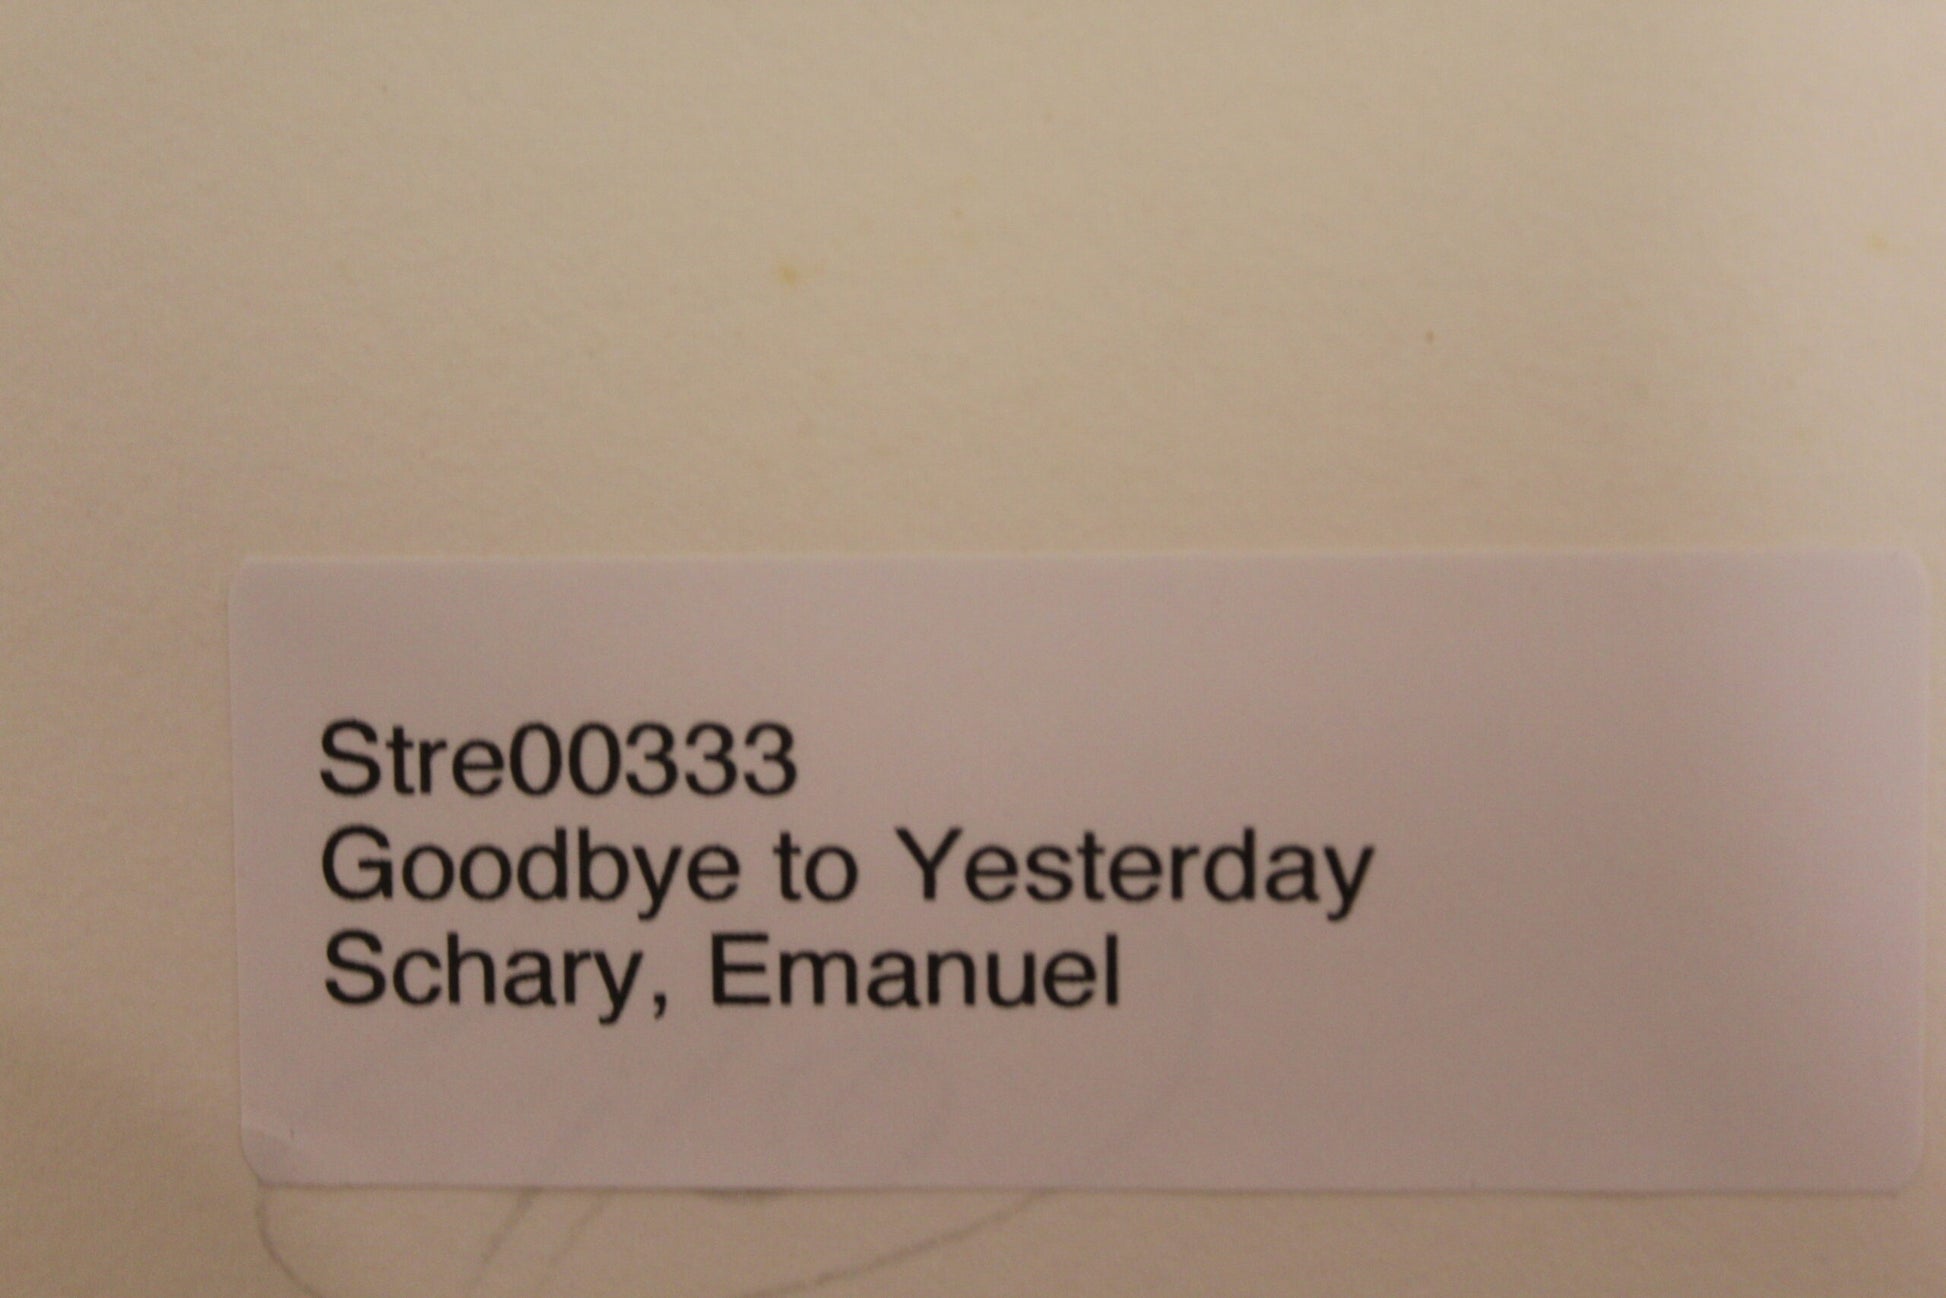 Stre00333
Goodbye to Yesterday
Schary, Emanuel